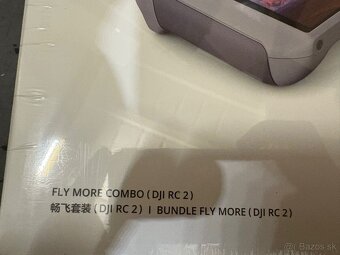 FLY MORE COMBO (DJI RC 2)
畅飞套装 (DJI RC 2) I BUNDLE FLY MORE (DJI RC 2)
Bazos.sk